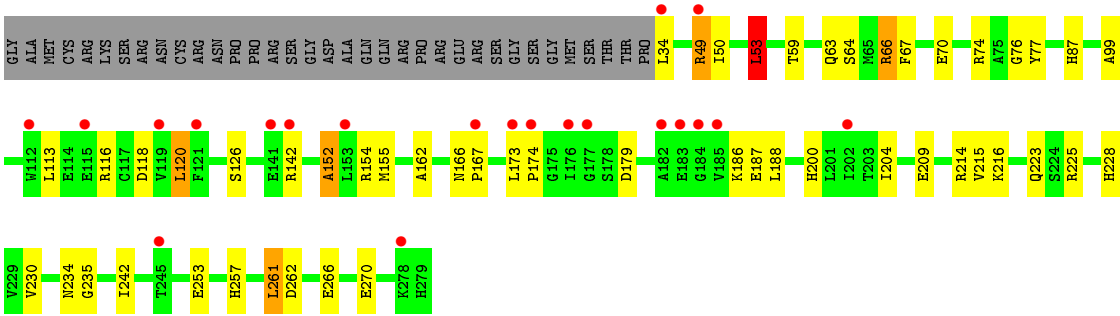 GLY ALA MET CYS ARG LYS SER ARG ASN CYS ARG ASN PRO PRO ARG SER GLY ASP ALA GLN GLN ARG PRO ARG GLU ARG SER GLY SER GLY MET SER THR THR PRO L34 R49 I50 L53 T59 Q63 S64 M65 R66 F67 E70 R74 A75 G76 Y77 H87 A99
W112 L113 E114 E115 R116 C117 D118 V119 L120 F121 S126 E141 R142 A152 L153 R154 M155 A162 N166 P167 L173 P174 G175 I176 G177 S178 D179 A182 E183 G184 V185 K186 E187 L188 H200 L201 I202 T203 I204 E209 R214 V215 K216 Q223 S224 R225 H228
V229 V230 N234 G235 I242 T245 E253 H257 L261 D262 E266 E270 K278 H279